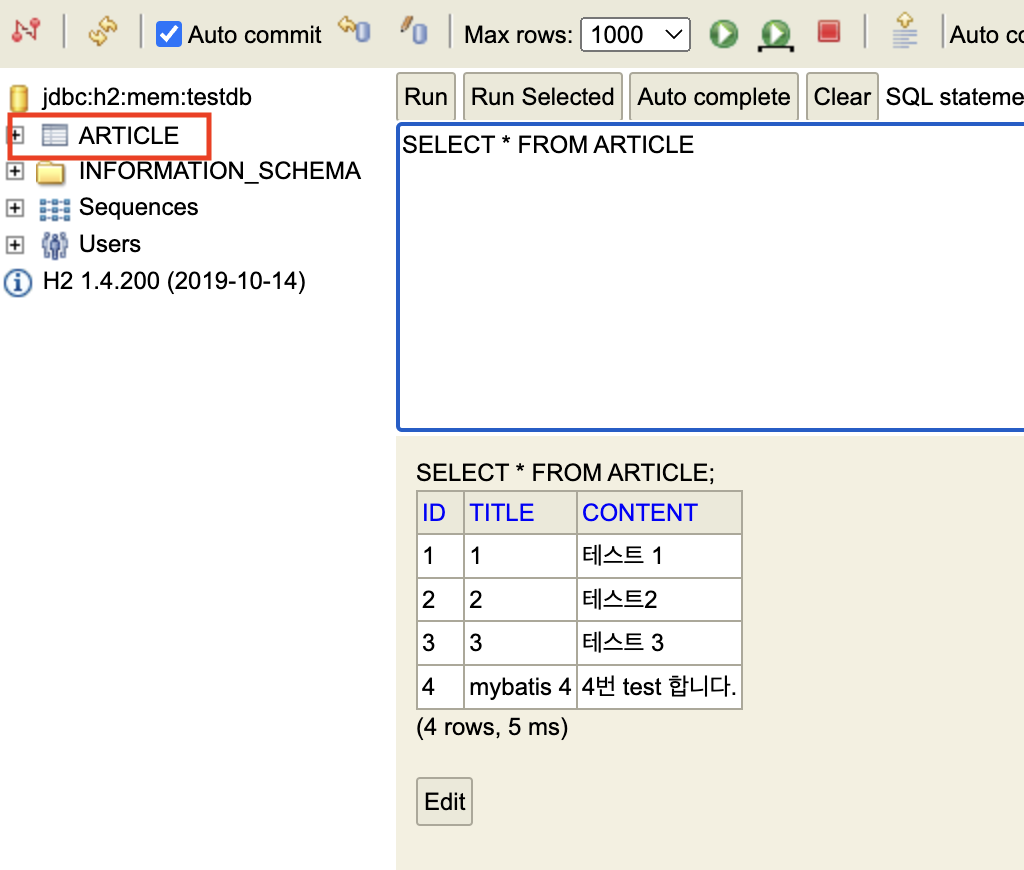 Auto commit Max rows: 1000 Auto co
jdbc:h2:mem:testdb
ARTICLE
INFORMATION_SCHEMA
Sequences
Users
H2 1.4.200 (2019-10-14)
Run Run Selected Auto complete Clear SQL stateme
SELECT * FROM ARTICLE
SELECT * FROM ARTICLE;
ID TITLE CONTENT
1 1 테스트 1
2 2 테스트2
3 3 테스트 3
4 mybatis 4 4번 test 합니다.
(4 rows, 5 ms)
Edit